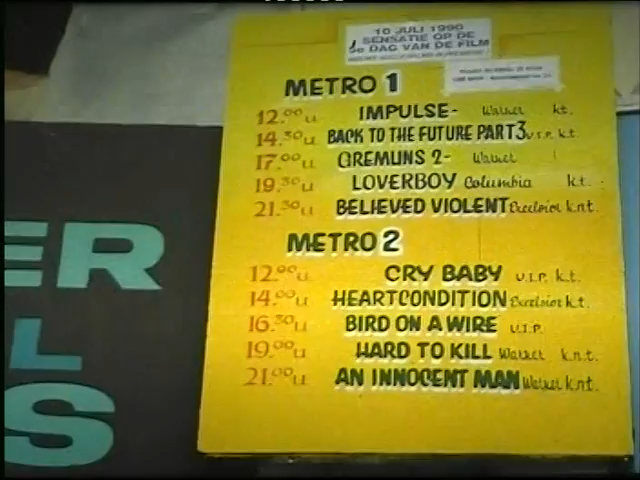 10 JULI 1990
SENSATIE OP DE
5e DAG VAN DE FILM
METRO 1
12.00u IMPULSE- Warner k.t.
14.30u BACK TO THE FUTURE PART 3 V.I.P. k.t.
17.00u GREMLINS 2- Warner
19.30u LOVERBOY Columbia k.t.
21.30u BELIEVED VIOLENT Excelsior k.n.t.
METRO 2
12.00u. CRY BABY V.I.P. k.t.
14.00u HEARTCONDITION Excelsior k.t.
16.30u BIRD ON A WIRE V.I.P.
19.00u HARD TO KILL Warner k.n.t.
21.00u AN INNOCENT MAN Warner k.n.t.
ER
L
S